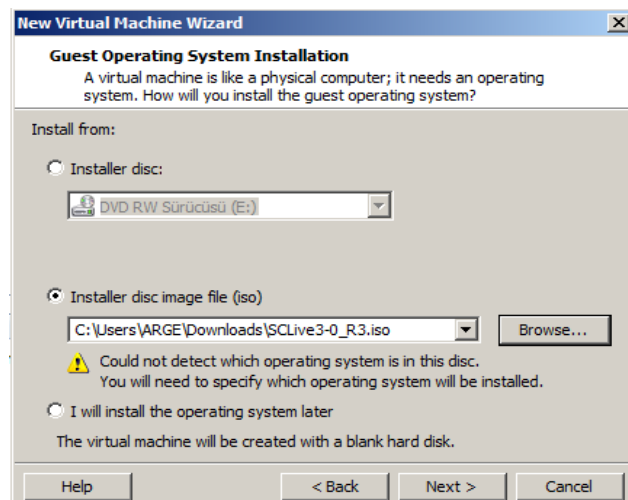 New Virtual Machine Wizard
Guest Operating System Installation
A virtual machine is like a physical computer; it needs an operating
system. How will you install the guest operating system?
Install from:
Installer disc:
DVD RW Sürücüsü (E:)
Installer disc image file (iso)
C:\Users\ARGE\Downloads\SCLive3-0_R3.iso
Browse...
Could not detect which operating system is in this disc.
You will need to specify which operating system will be installed.
I will install the operating system later
The virtual machine will be created with a blank hard disk.
Help
< Back
Next >
Cancel